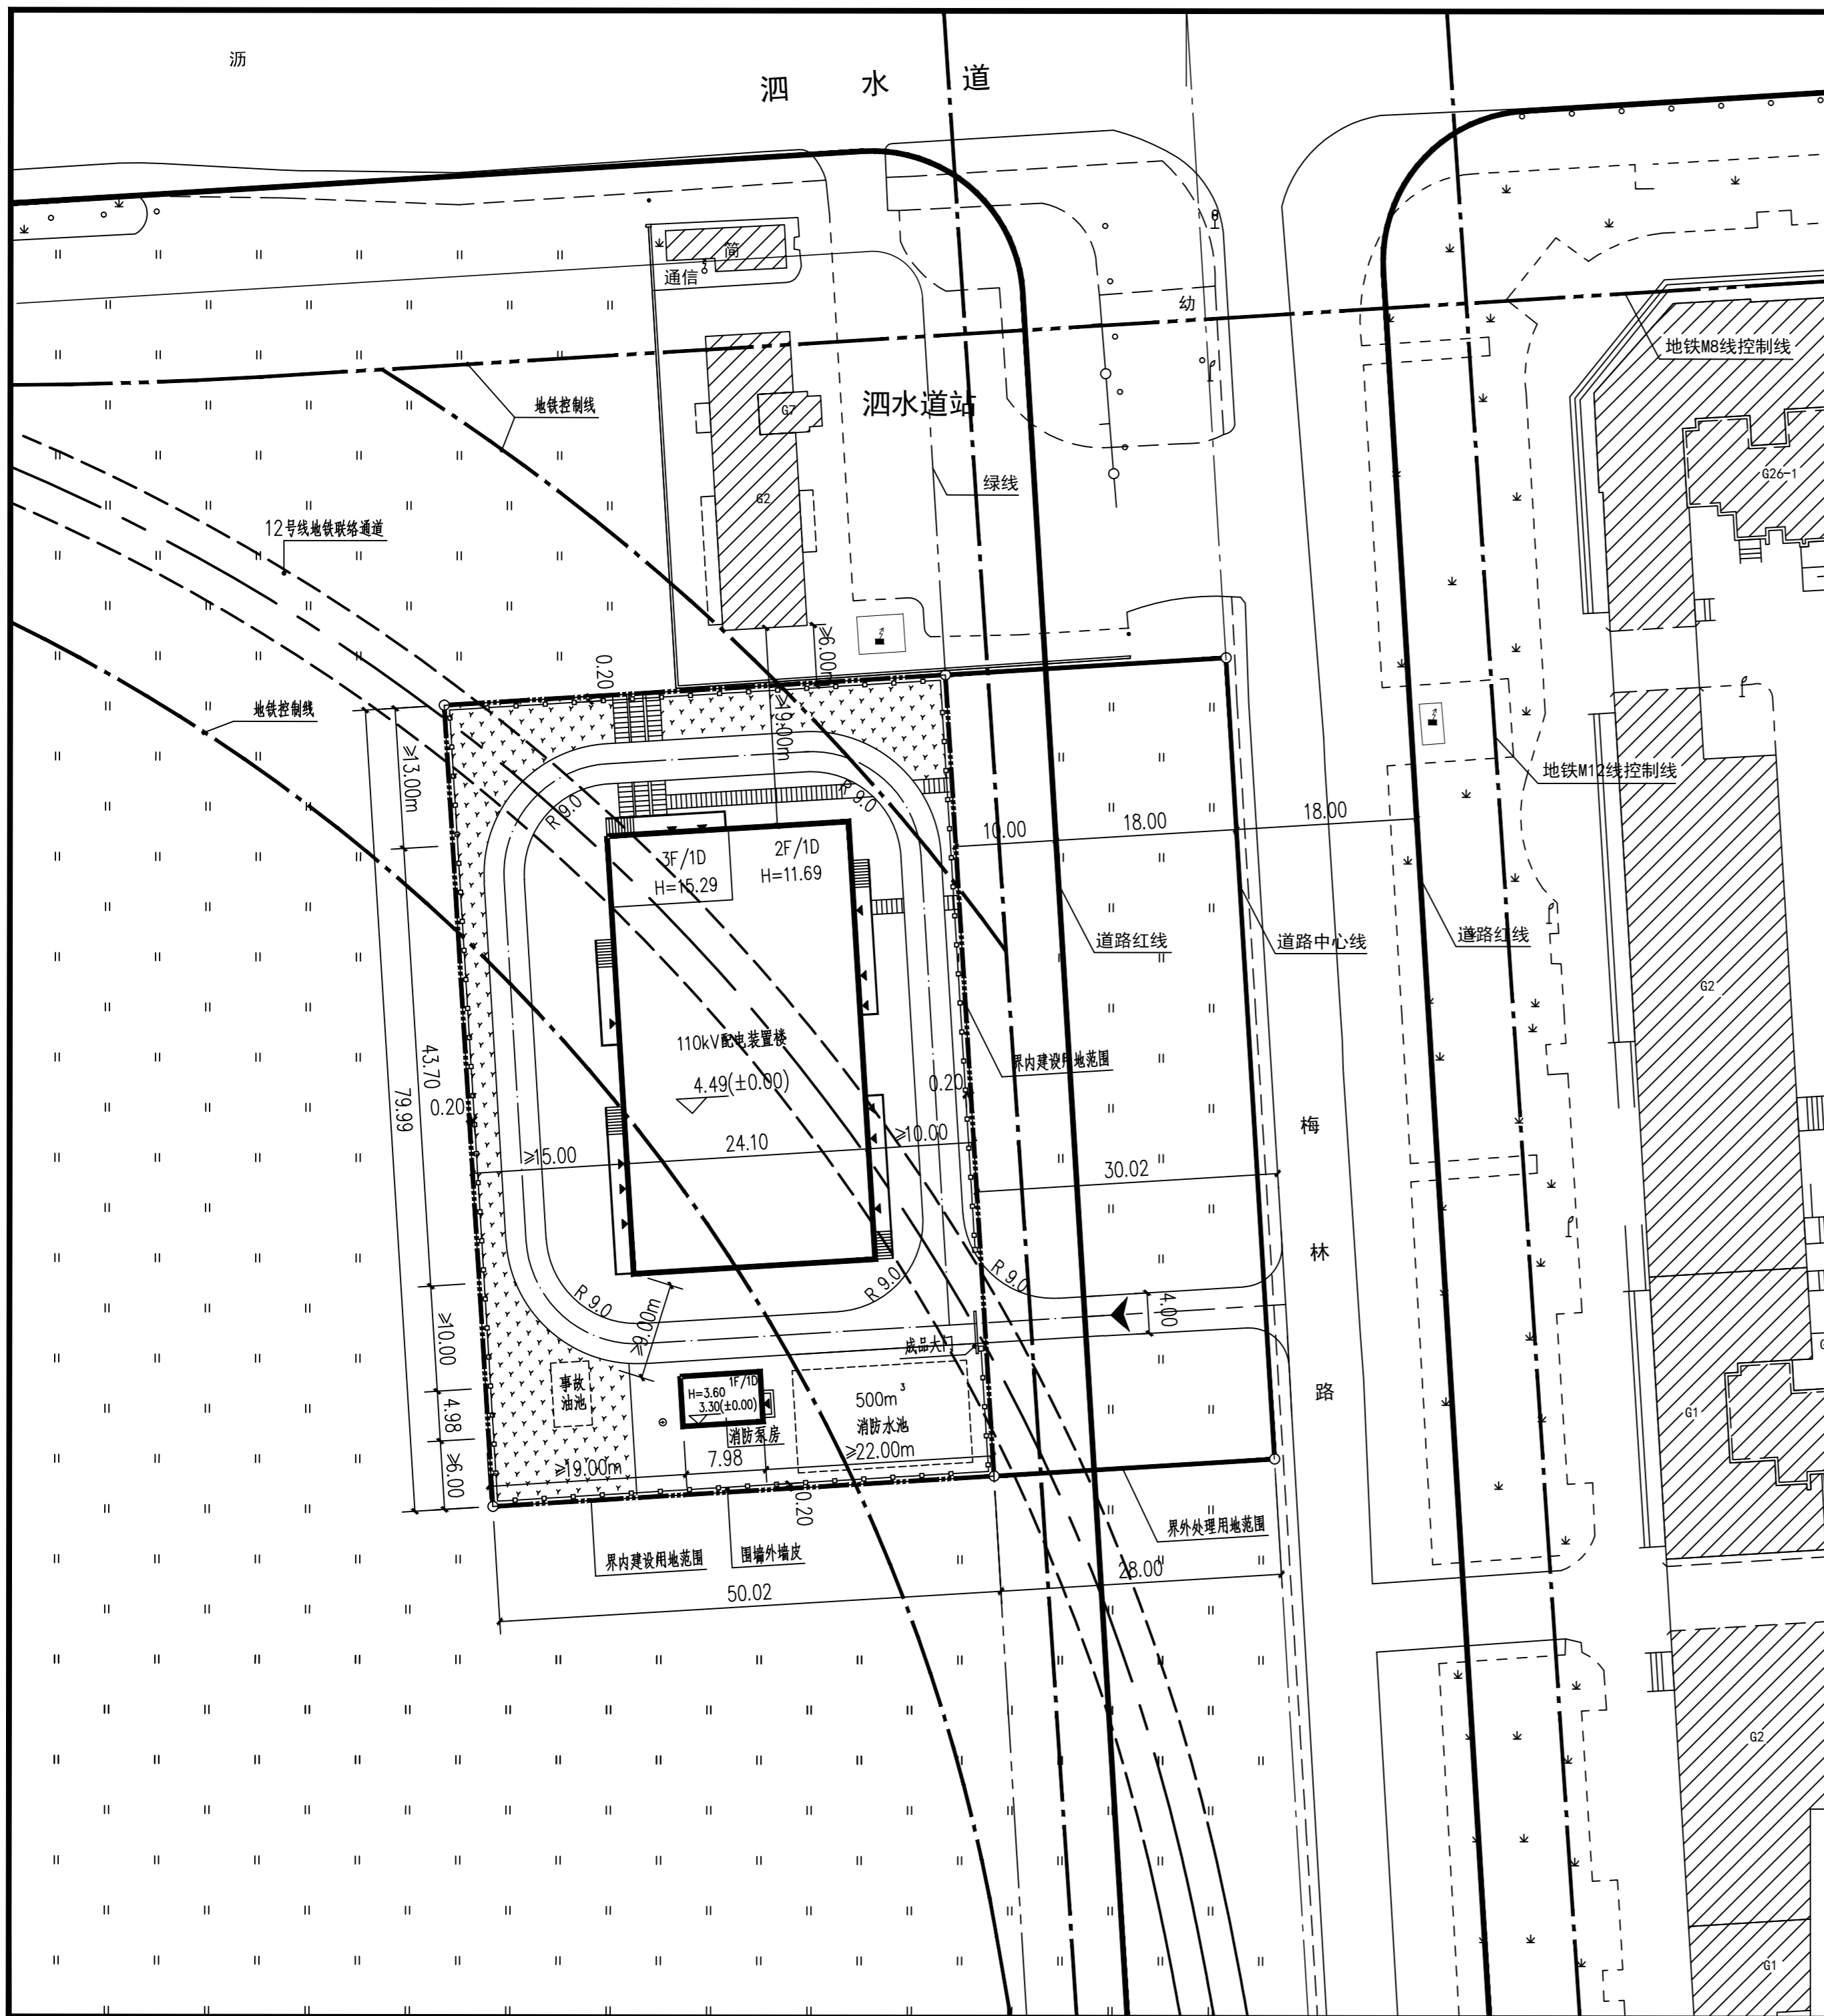 沥
泗水道
简
通信
幼
地铁M8线控制线
地铁控制线
G7
泗水道站
G26-1
绿线
G2
12号线地铁联络通道
≥6.00m
0.20
地铁控制线
≥19.00m
≥13.00m
地铁M12线控制线
R 9.0
R 9.0
10.00
18.00
18.00
3F/1D
H=15.29
2F/1D
H=11.69
道路红线
道路中心线
道路红线
G2
110kV配电装置楼
4.49(±0.00)
界内建设用地范围
43.70
79.99
0.20
0.20
梅林路
≥15.00
24.10
≥10.00
30.02
R 9.0
R 9.0
R 9.0
4.00
≥6.00m
≥10.00
成品大门
事故
油池
1F/1D
H=3.60
3.30(±0.00)
消防泵房
500m³
消防水池
4.98
G1
≥19.00m
7.98
≥22.00m
≥6.00
0.20
界外处理用地范围
界内建设用地范围
围墙外墙皮
50.02
28.00
G2
G1